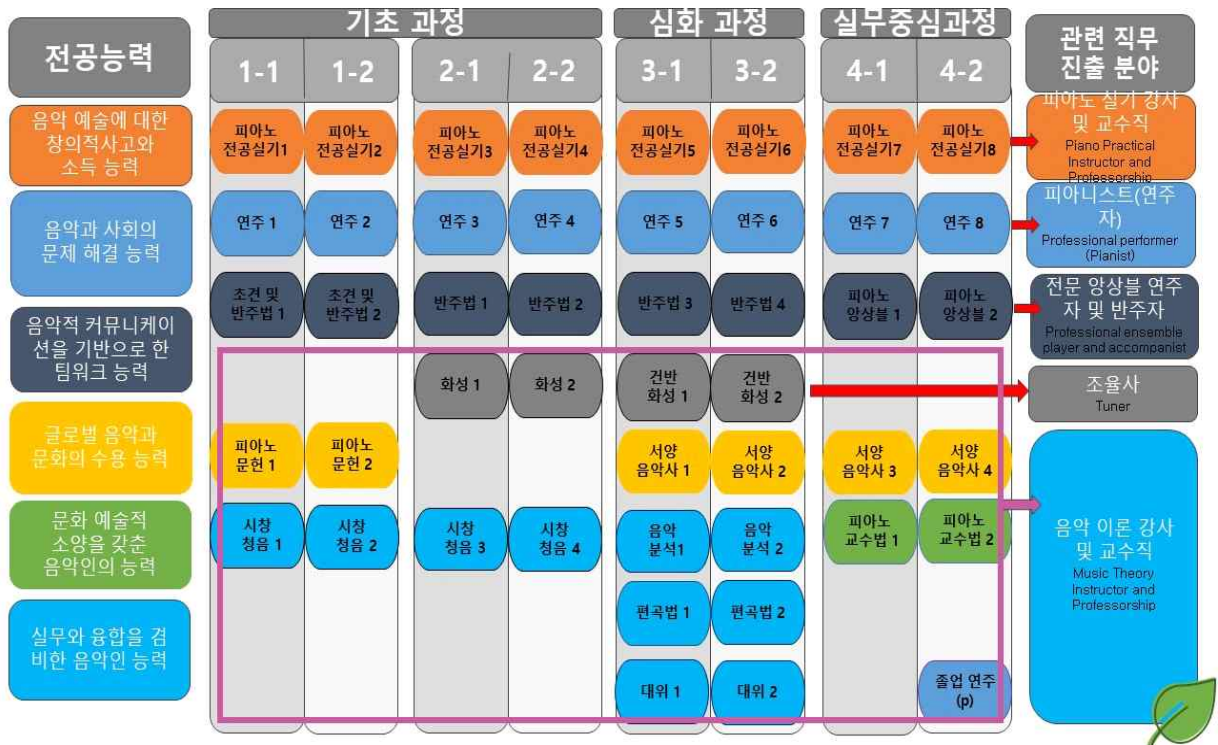 전공능력
기초 과정
심화 과정
실무중심과정
관련 직무
진출 분야
1-1
1-2
2-1
2-2
3-1
3-2
4-1
4-2
음악 예술에 대한
창의적사고와
소득 능력
피아노
전공실기1
피아노
전공실기2
피아노
전공실기3
피아노
전공실기4
피아노
전공실기5
피아노
전공실기6
피아노
전공실기7
피아노
전공실기8
피아노 실기 강사
및 교수직
Piano Practical
Instructor and
Professorship
음악과 사회의
문제 해결 능력
연주 1
연주 2
연주 3
연주 4
연주 5
연주 6
연주 7
연주 8
피아니스트(연주
자)
Professional performer
(Pianist)
음악적 커뮤니케이
션을 기반으로 한
팀워크 능력
초견 및
반주법 1
초견 및
반주법 2
반주법 1
반주법 2
반주법 3
반주법 4
피아노
앙상블 1
피아노
앙상블 2
전문 앙상블 연주
자 및 반주자
Professional ensemble
player and accompanist
화성 1
화성 2
건반
화성 1
건반
화성 2
조율사
Tuner
글로벌 음악과
문화의 수용 능력
피아노
문헌 1
피아노
문헌 2
서양
음악사 1
서양
음악사 2
서양
음악사 3
서양
음악사 4
문화 예술적
소양을 갖춘
음악인의 능력
시창
청음 1
시창
청음 2
시창
청음 3
시창
청음 4
음악
분석1
음악
분석 2
피아노
교수법 1
피아노
교수법 2
음악 이론 강사
및 교수직
Music Theory
Instructor and
Professorship
실무와 융합을 겸
비한 음악인 능력
편곡법 1
편곡법 2
대위 1
대위 2
졸업 연주
(p)